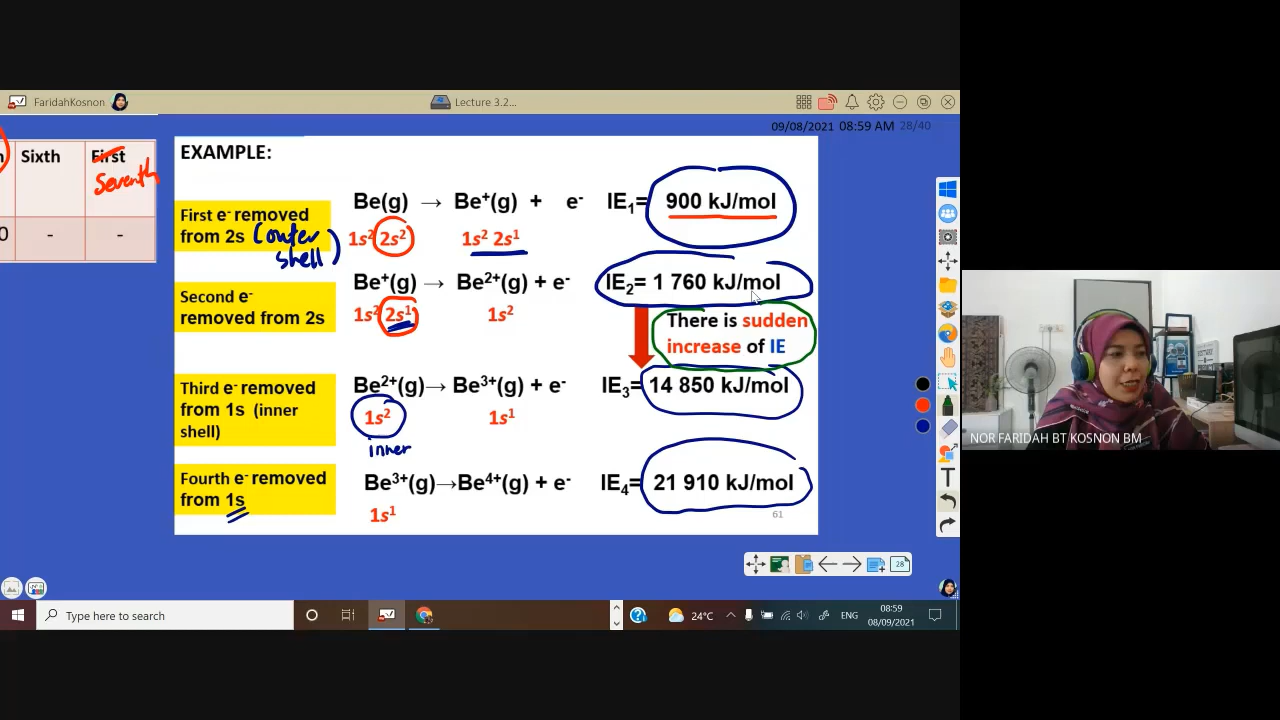 FaridahKosnon
Lecture 3.2...
09/08/2021 08:59 AM 28/40
Sixth
First
Seventh
0
-
-
EXAMPLE:
First e- removed
from 2s (outer
shell)
Be(g) → Be⁺(g) + e⁻ IE₁= 900 kJ/mol
1s² 2s² 1s² 2s¹
Second e-
removed from 2s
Be⁺(g) → Be²⁺(g) + e⁻ IE₂= 1 760 kJ/mol
1s² 2s¹ 1s²
There is sudden
increase of IE
Third e- removed
from 1s (inner
shell)
Be²⁺(g)→ Be³⁺(g) + e⁻ IE₃= 14 850 kJ/mol
1s² 1s¹
inner
Fourth e- removed
from 1s
Be³⁺(g)→Be⁴⁺(g) + e⁻ IE₄= 21 910 kJ/mol
1s¹
61
NOR FARIDAH BT KOSNON BM
T
28
Type here to search
24°C
ENG
08:59
08/09/2021